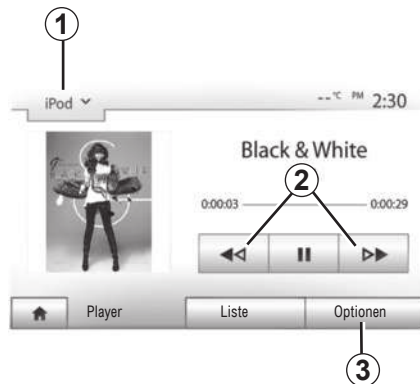 1
iPod --°C PM 2:30
Black & White
2
0:00:03 0:00:29
Player Liste Optionen
3